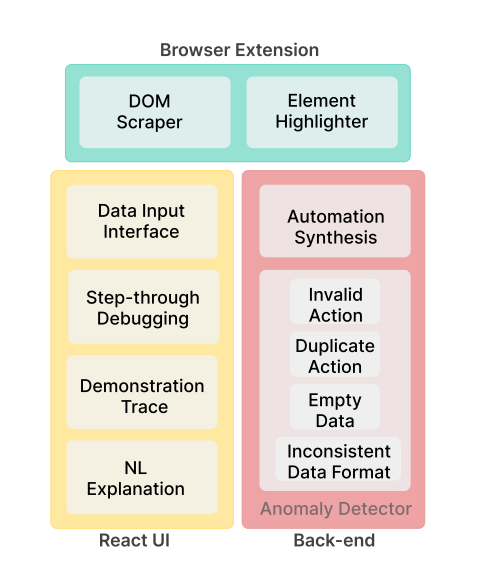 Browser Extension
DOM
Scraper
Element
Highlighter
Data Input
Interface
Step-through
Debugging
Demonstration
Trace
NL
Explanation
React UI
Automation
Synthesis
Invalid
Action
Duplicate
Action
Empty
Data
Inconsistent
Data Format
Anomaly Detector
Back-end